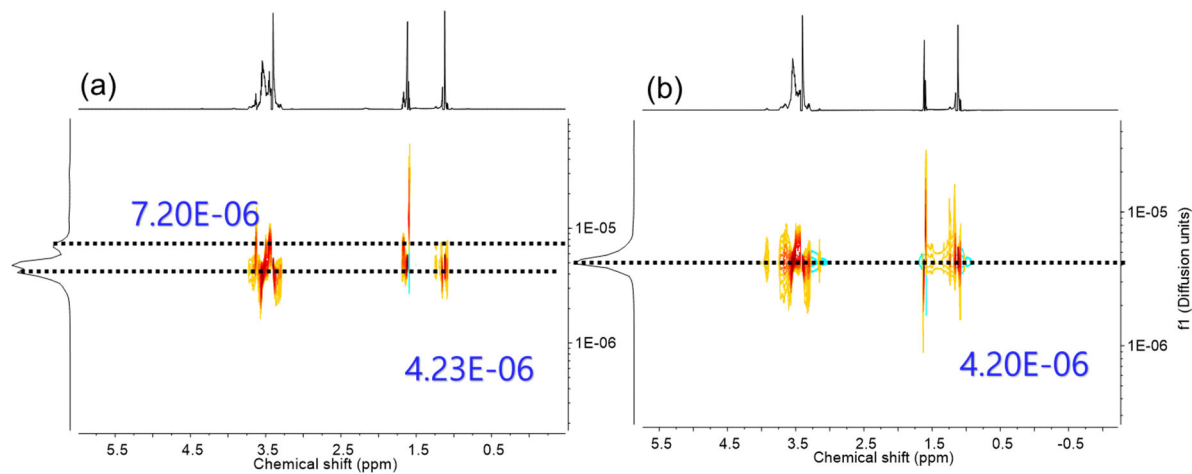 (a)
7.20E-06
4.23E-06
1E-05
1E-06
5.5 4.5 3.5 2.5 1.5 0.5
Chemical shift (ppm)
(b)
4.20E-06
1E-05
1E-06
f1 (Diffusion units)
5.5 4.5 3.5 2.5 1.5 0.5 -0.5
Chemical shift (ppm)